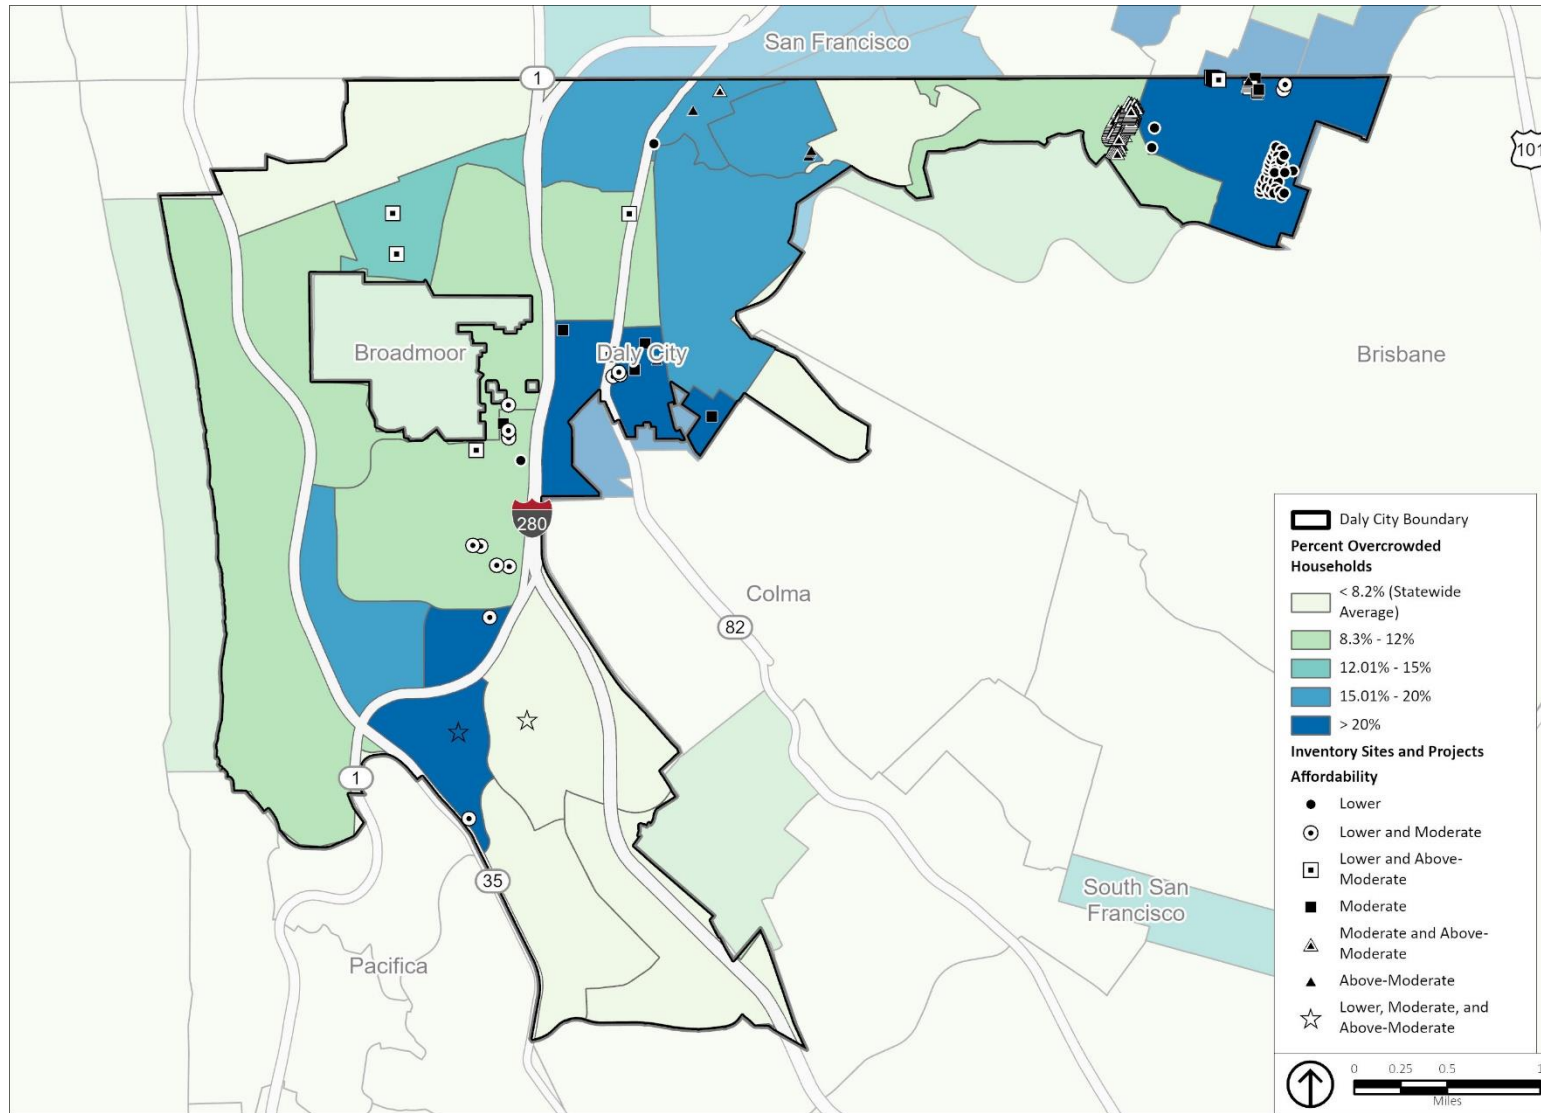 San Francisco
1
101
Broadmoor
Daly City
Brisbane
280
Colma
82
1
35
South San
Francisco
Pacifica
Daly City Boundary
Percent Overcrowded
Households
< 8.2% (Statewide
Average)
8.3% - 12%
12.01% - 15%
15.01% - 20%
> 20%
Inventory Sites and Projects
Affordability
Lower
Lower and Moderate
Lower and Above-
Moderate
Moderate
Moderate and Above-
Moderate
Above-Moderate
Lower, Moderate, and
Above-Moderate
0 0.25 0.5 1
Miles